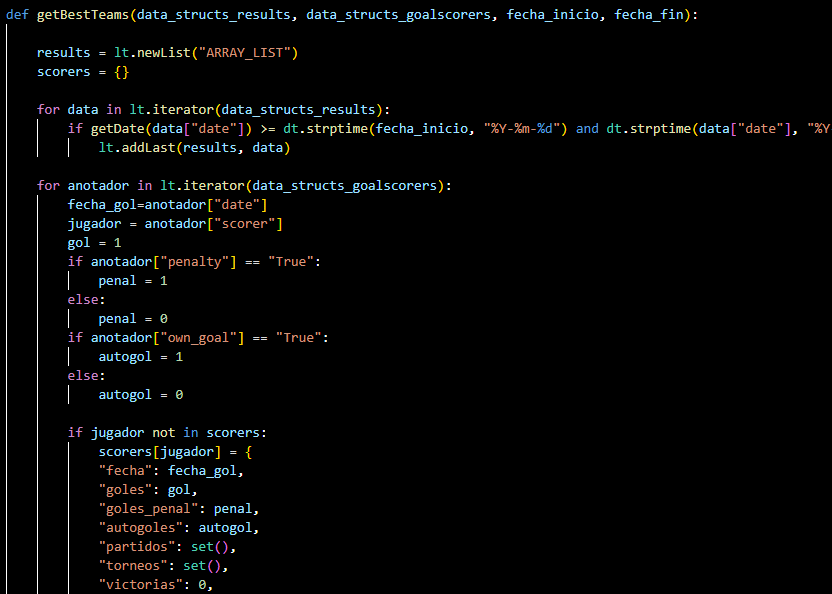 def getBestTeams(data_structs_results, data_structs_goalscorers, fecha_inicio, fecha_fin):
results = lt.newList("ARRAY_LIST")
scorers = {}
for data in lt.iterator(data_structs_results):
if getDate(data["date"]) >= dt.strptime(fecha_inicio, "%Y-%m-%d") and dt.strptime(data["date"], "%Y
lt.addLast(results, data)
for anotador in lt.iterator(data_structs_goalscorers):
fecha_gol=anotador["date"]
jugador = anotador["scorer"]
gol = 1
if anotador["penalty"] == "True":
penal = 1
else:
penal = 0
if anotador["own_goal"] == "True":
autogol = 1
else:
autogol = 0
if jugador not in scorers:
scorers[jugador] = {
"fecha": fecha_gol,
"goles": gol,
"goles_penal": penal,
"autogoles": autogol,
"partidos": set(),
"torneos": set(),
"victorias": 0,